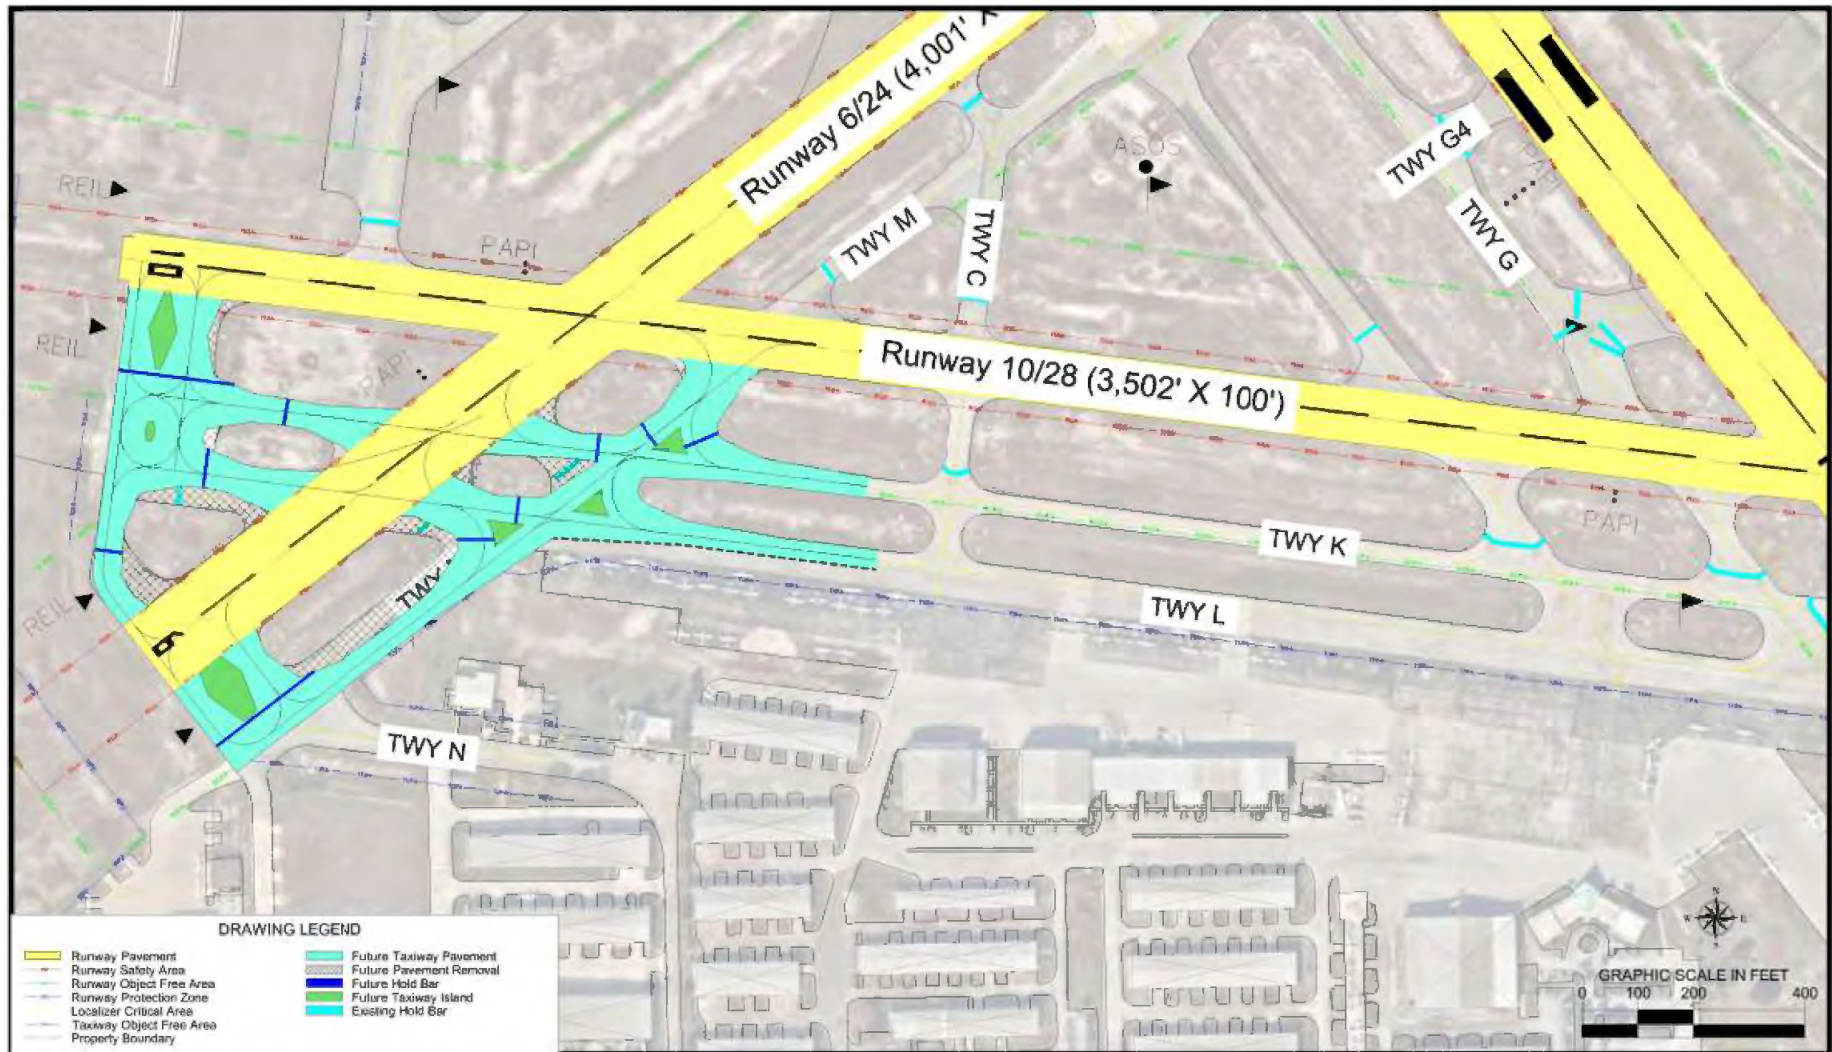 Runway 6/24 (4,001' X
ASOS
TWY G4
REIL
TWY M
TWY C
TWY G
PAPI
REIL
PAPI
Runway 10/28 (3,502' X 100')
PAPI
TWY K
TWY
REIL
TWY L
6
TWY N
DRAWING LEGEND
Runway Pavement
Runway Safety Area
Runway Object Free Area
Runway Protection Zone
Localizer Critical Area
Taxiway Object Free Area
Property Boundary
Future Taxiway Pavement
Future Pavement Removal
Future Hold Bar
Future Taxiway Island
Existing Hold Bar
N
W E
S
GRAPHIC SCALE IN FEET
0 100 200 400